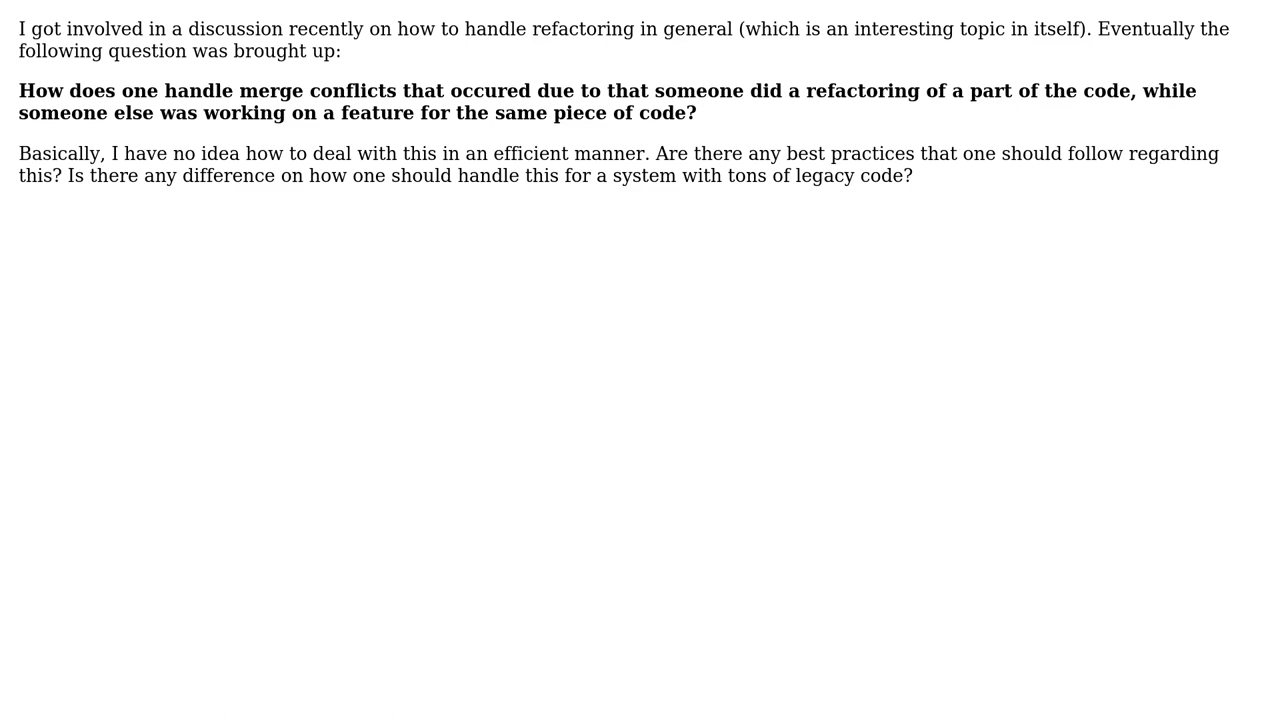 I got involved in a discussion recently on how to handle refactoring in general (which is an interesting topic in itself). Eventually the
following question was brought up:
How does one handle merge conflicts that occured due to that someone did a refactoring of a part of the code, while
someone else was working on a feature for the same piece of code?
Basically, I have no idea how to deal with this in an efficient manner. Are there any best practices that one should follow regarding
this? Is there any difference on how one should handle this for a system with tons of legacy code?